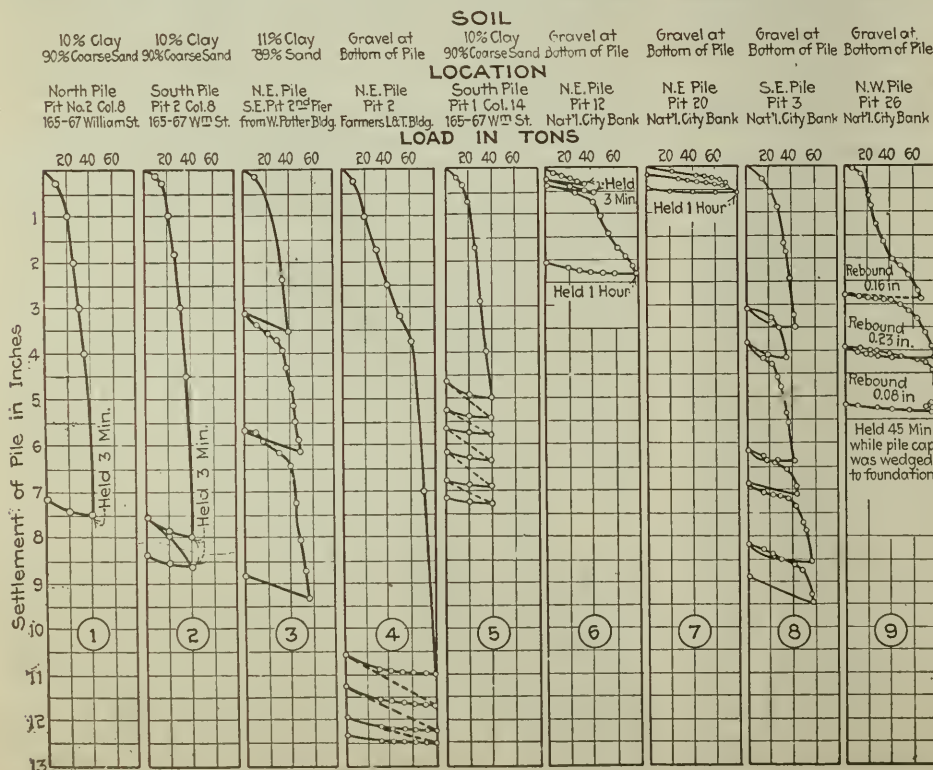 SOIL
10% Clay
90% Coarse Sand
10% Clay
90% Coarse Sand
11% Clay
89% Sand
Gravel at
Bottom of Pile
10% Clay
90% Coarse Sand
Gravel at
Bottom of Pile
Gravel at
Bottom of Pile
Gravel at
Bottom of Pile
Gravel at
Bottom of Pile
LOCATION
North Pile
Pit No.2 Col.8
165-67 William St.
South Pile
Pit 2 Col.8
165-67 Wm St.
N.E. Pile
S.E. Pit 2nd Pier
from W. Potter Bldg.
N.E. Pile
Pit 2
Farmers L&T. Bldg.
South Pile
Pit 1 Col. 14
165-67 Wm St.
N.E. Pile
Pit 12
Nat'l. City Bank
N.E. Pile
Pit 20
Nat'l. City Bank
S.E. Pile
Pit 3
Nat'l. City Bank
N.W. Pile
Pit 26
Nat'l. City Bank
LOAD IN TONS
20 40 60 20 40 60 20 40 60 20 40 60 20 40 60 20 40 60 20 40 60 20 40 60 20 40 60
Settlement of Pile in Inches
1
2
3
4
5
6
7
8
9
10
11
12
13
Held 3 Min.
Held 3 Min.
Held
3 Min.
Held 1 Hour
Held 1 Hour
Rebound
0.16 in
Rebound
0.23 in.
Rebound
0.08 in
Held 45 Min
while pile cap
was wedged
to foundation
1 2 3 4 5 6 7 8 9